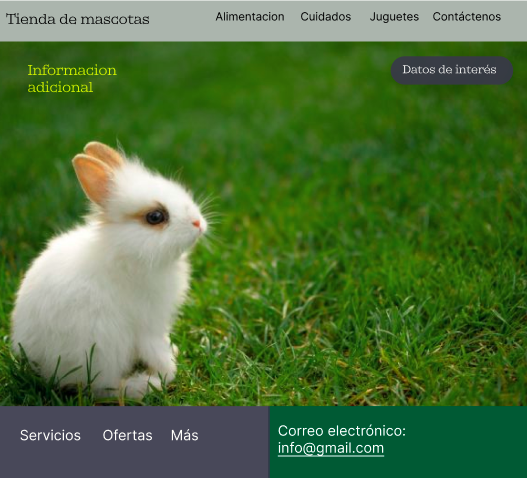 Tienda de mascotas
Alimentacion Cuidados Juguetes Contáctenos
Informacion
adicional
Datos de interés
Servicios Ofertas Más
Correo electrónico:
info@gmail.com